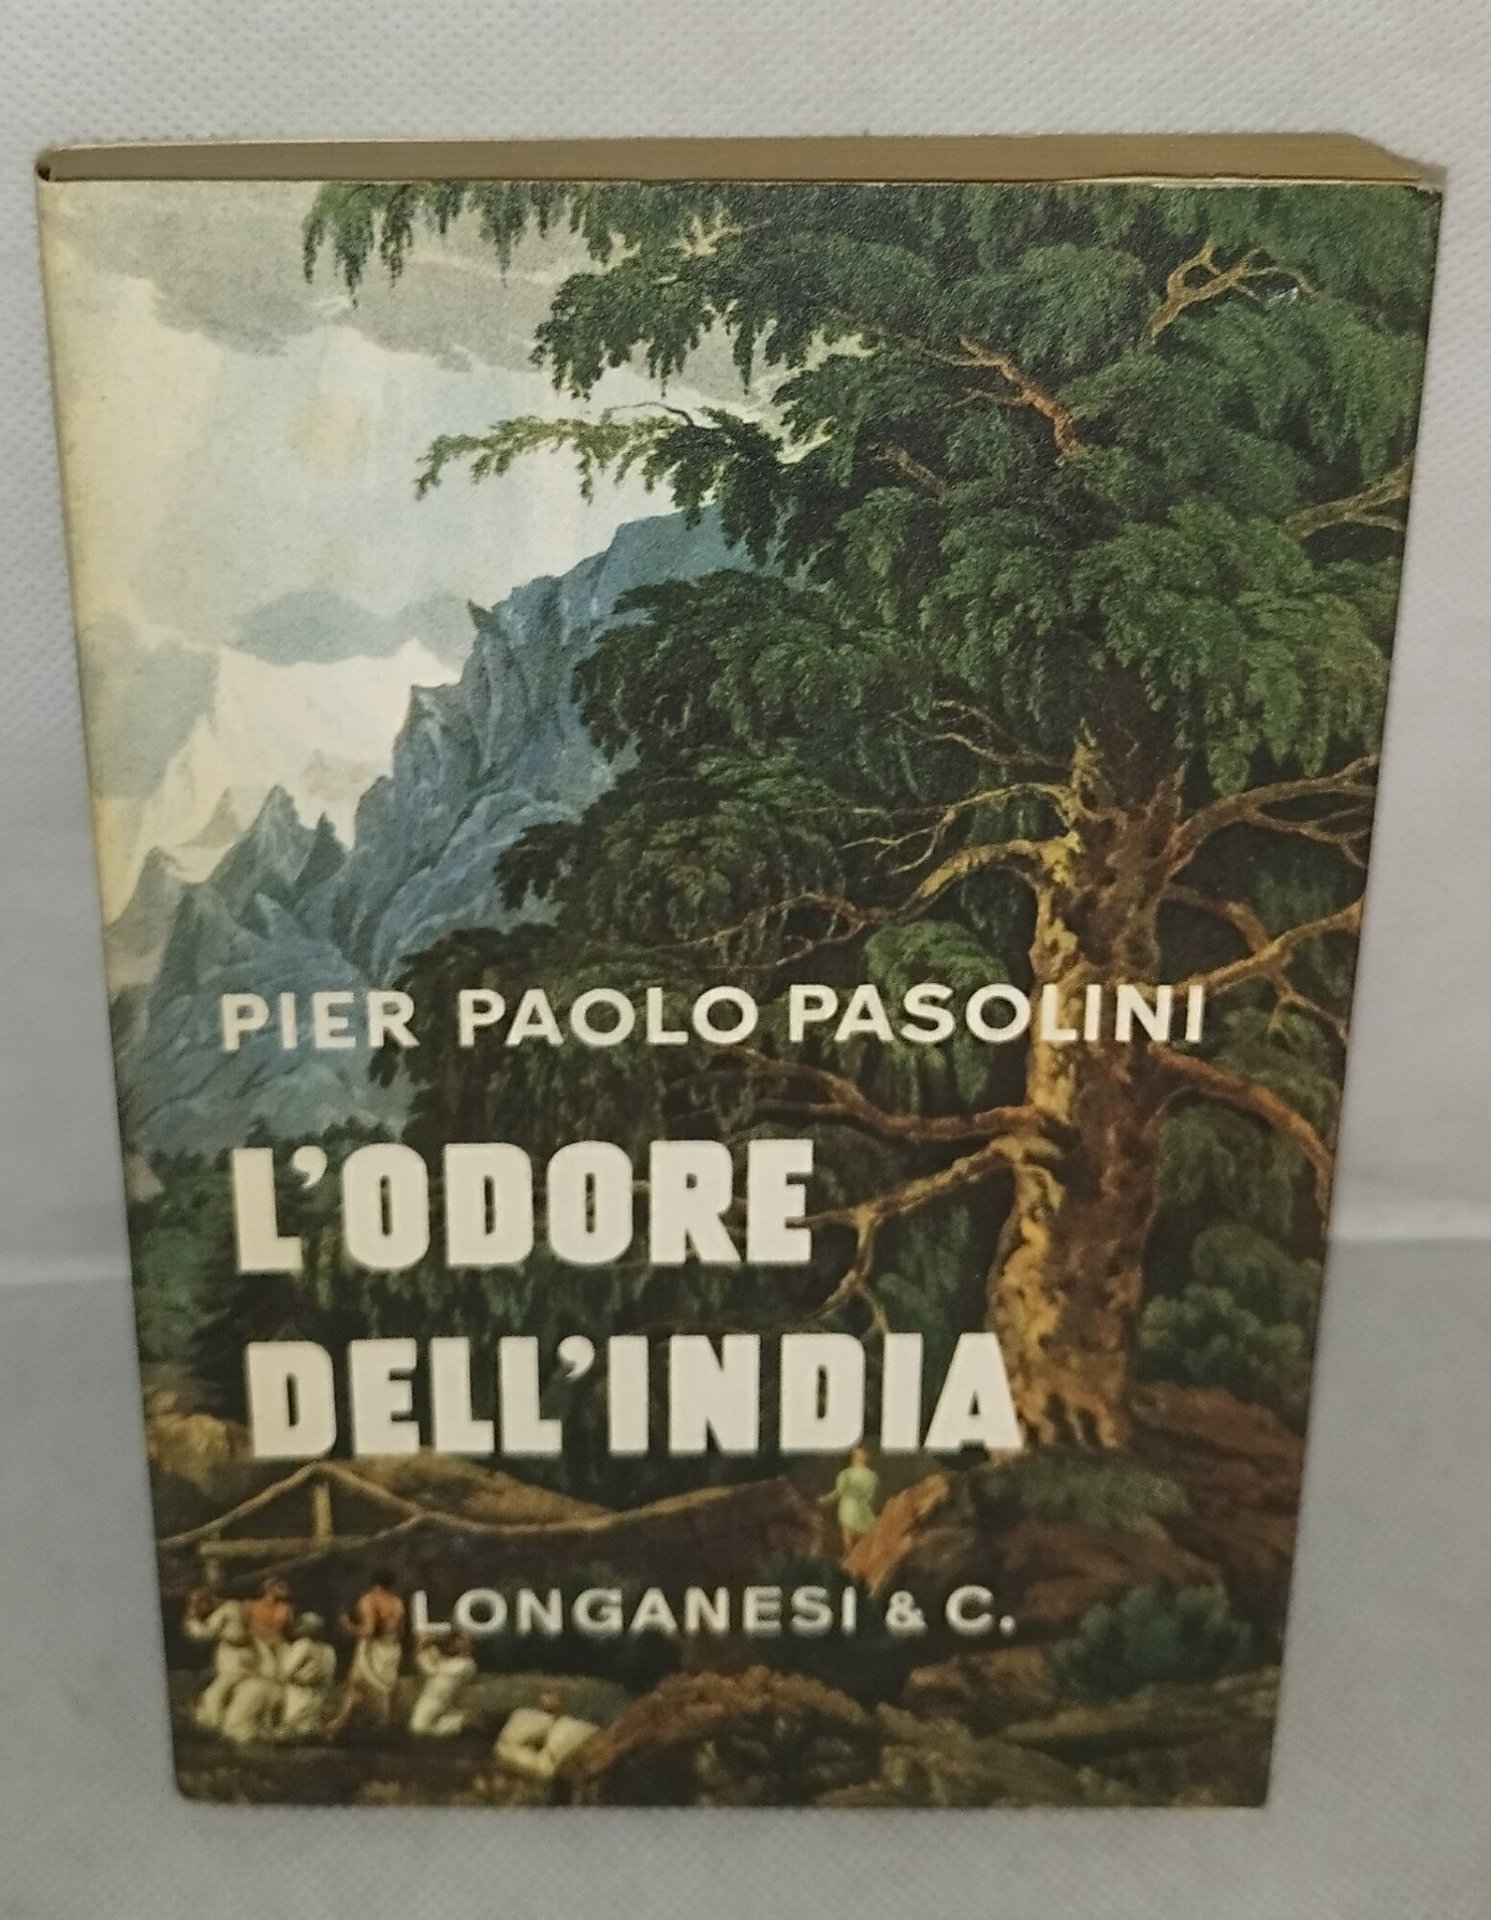 PIER PAOLO PASOLINI
L'ODORE
DELL'INDIA
LONGANESI & C.